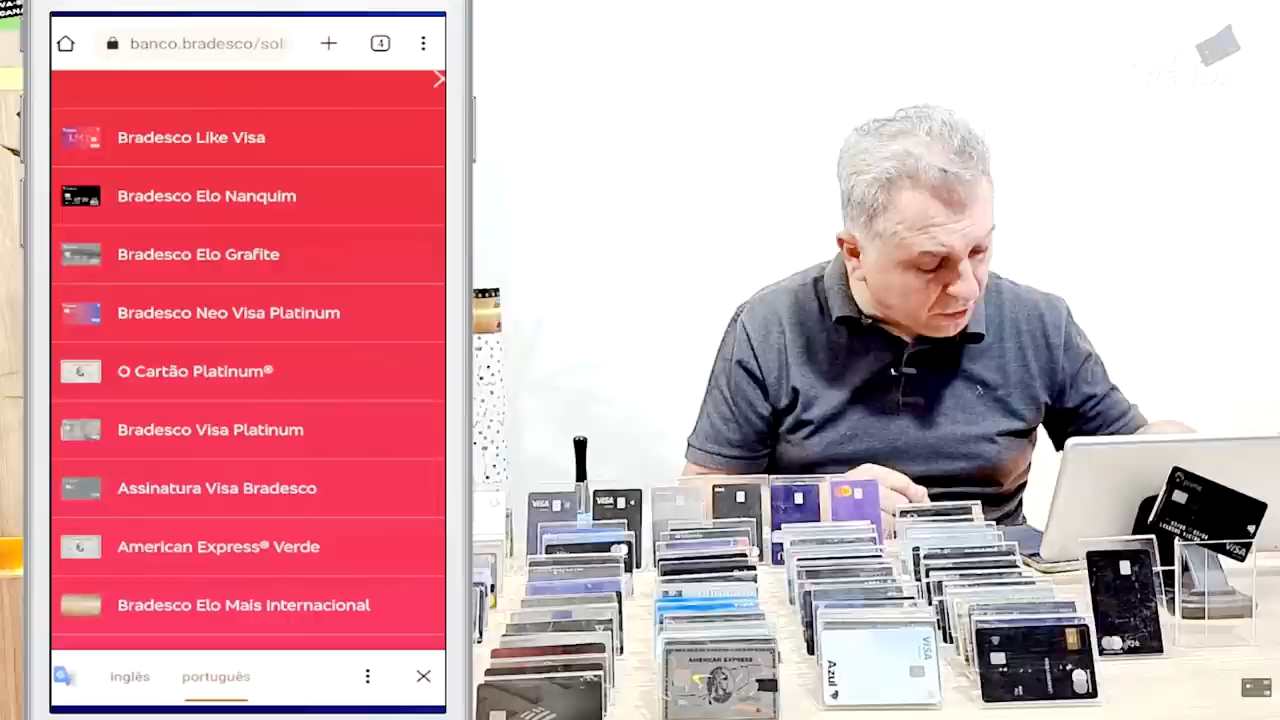 banco.bradesco/sol
4
Bradesco Like Visa
Bradesco Elo Nanquim
Bradesco Elo Grafite
Bradesco Neo Visa Platinum
O Cartão Platinum®
Bradesco Visa Platinum
Assinatura Visa Bradesco
American Express® Verde
Bradesco Elo Mais Internacional
inglês
português
VISA
VISA
prime
VISA
AMERICAN EXPRESS
Azul
VISA